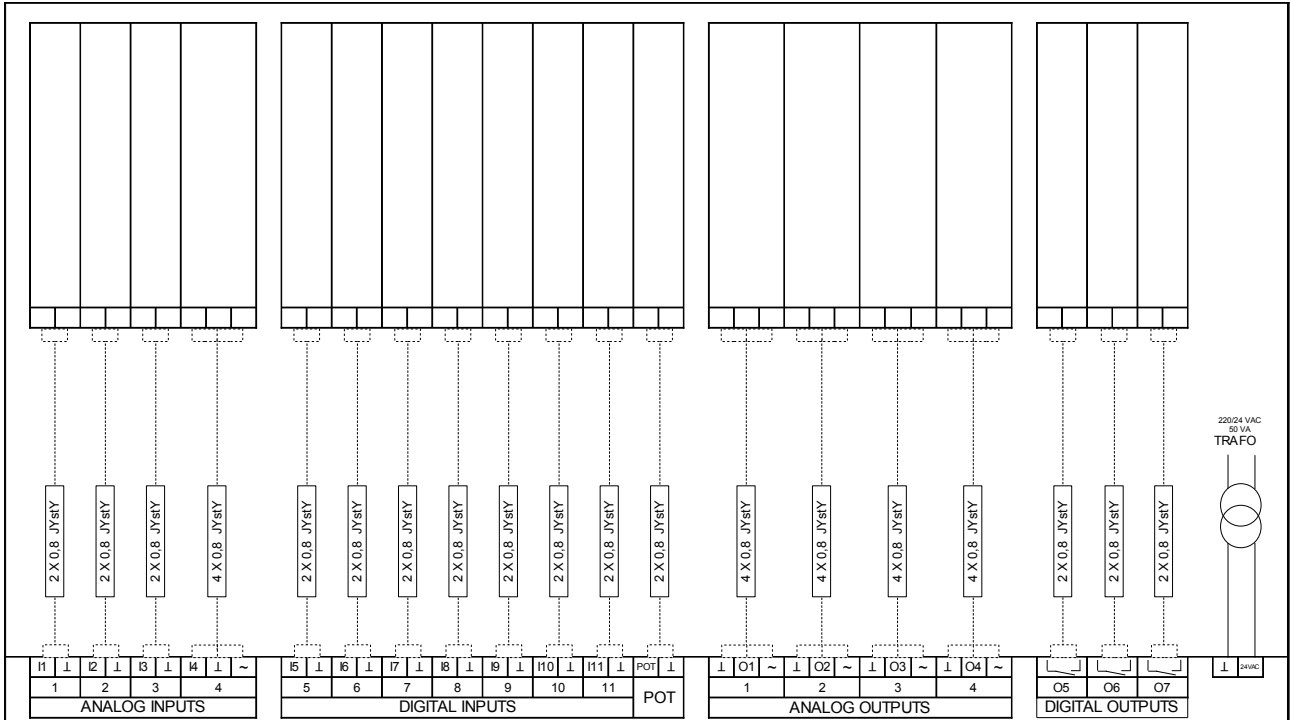 220/24 VAC
50 VA
TRAFO
2 X 0,8 JYstY
2 X 0,8 JYstY
2 X 0,8 JYstY
4 X 0,8 JYstY
2 X 0,8 JYstY
2 X 0,8 JYstY
2 X 0,8 JYstY
2 X 0,8 JYstY
2 X 0,8 JYstY
2 X 0,8 JYstY
2 X 0,8 JYstY
2 X 0,8 JYstY
4 X 0,8 JYstY
4 X 0,8 JYstY
4 X 0,8 JYstY
4 X 0,8 JYstY
2 X 0,8 JYstY
2 X 0,8 JYstY
2 X 0,8 JYstY
I1 ⊥ I2 ⊥ I3 ⊥ I4 ⊥ ~ I5 ⊥ I6 ⊥ I7 ⊥ I8 ⊥ I9 ⊥ I10 ⊥ I11 ⊥ POT ⊥ ⊥ O1 ~ ⊥ O2 ~ ⊥ O3 ~ ⊥ O4 ~ ⊥ 24VAC
1 2 3 4 5 6 7 8 9 10 11 POT 1 2 3 4 O5 O6 O7
ANALOG INPUTS DIGITAL INPUTS ANALOG OUTPUTS DIGITAL OUTPUTS